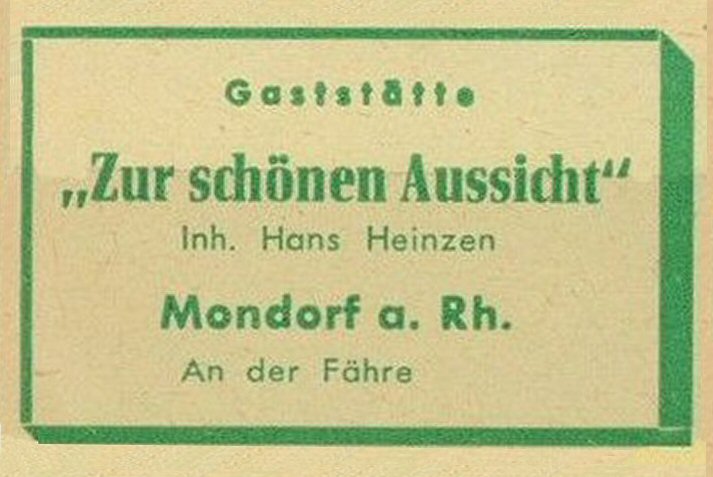 Gaststätte
„Zur schönen Aussicht“
Inh. Hans Heinzen
Mondorf a. Rh.
An der Fähre